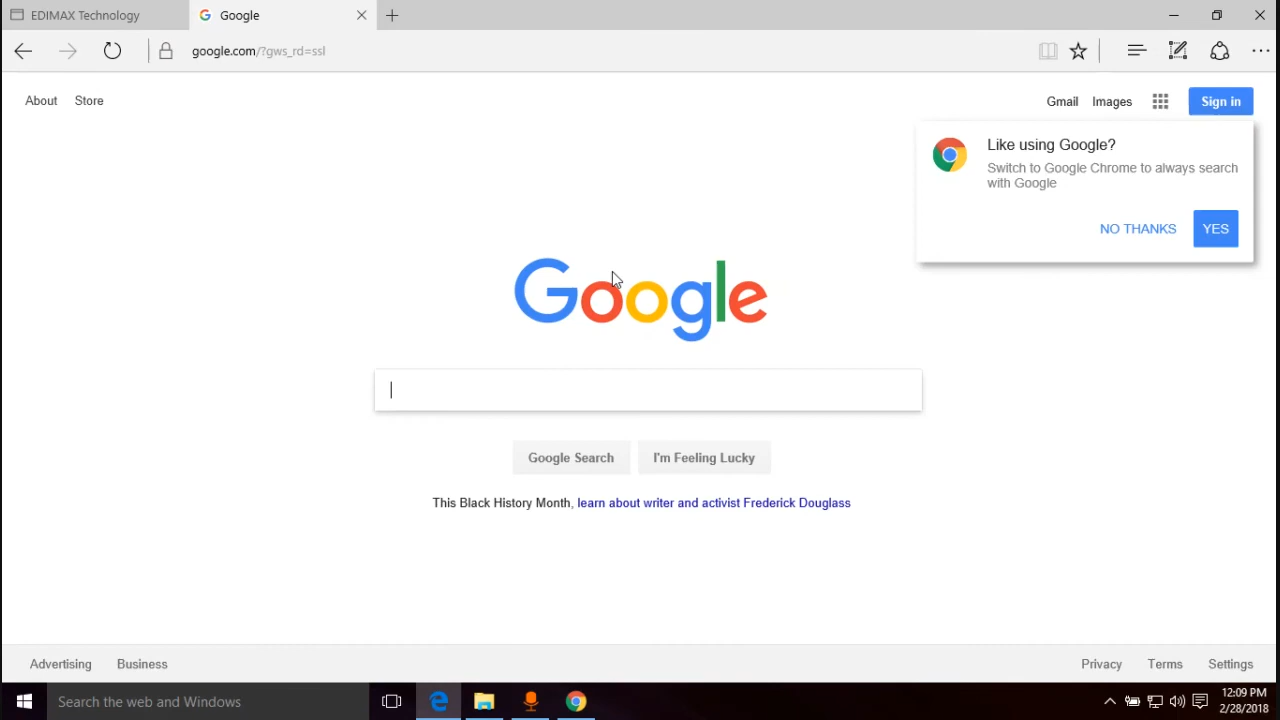 EDIMAX Technology
Google
google.com/?gws_rd=ssl
About Store
Gmail Images Sign in
Like using Google?
Switch to Google Chrome to always search
with Google
NO THANKS YES
Google
Google Search I'm Feeling Lucky
This Black History Month, learn about writer and activist Frederick Douglass
Advertising Business
Privacy Terms Settings
Search the web and Windows
12:09 PM
2/28/2018